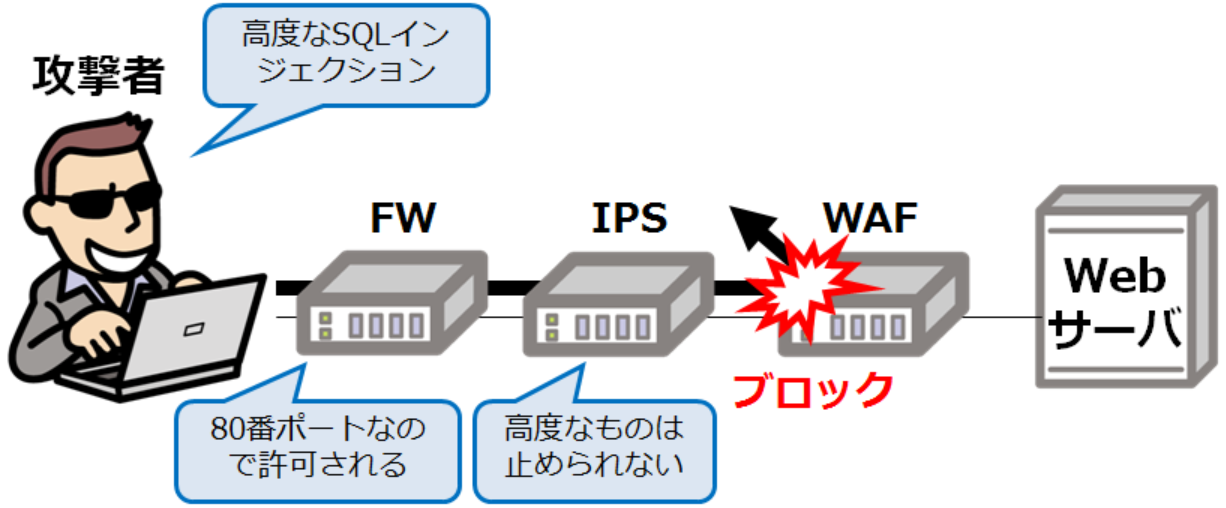 高度なSQLイン
ジェクション
攻撃者
FW
IPS
WAF
Web
サーバ
ブロック
80番ポートなの
で許可される
高度なものは
止められない